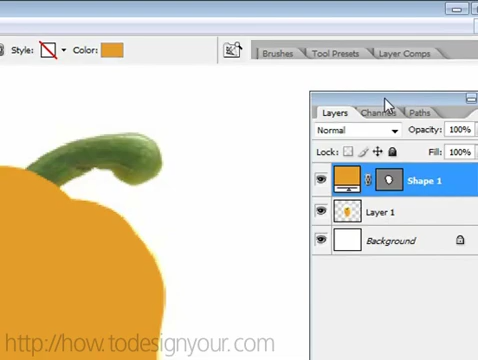 Style: Color: Brushes Tool Presets Layer Comps
Layers Channels Paths
Normal Opacity: 100%
Lock: Fill: 100%
Shape 1
Layer 1
Background
http://how.todesignyour.com